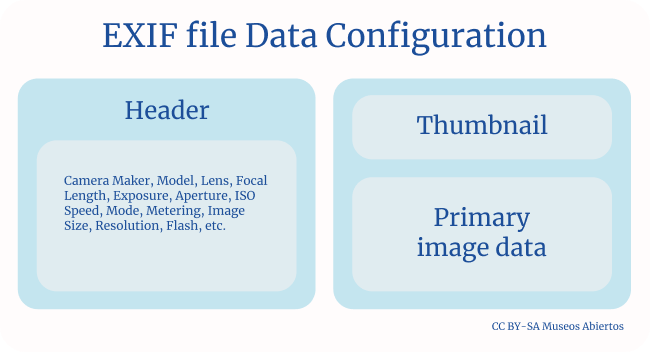 EXIF file Data Configuration
Header
Camera Maker, Model, Lens, Focal
Length, Exposure, Aperture, ISO
Speed, Mode, Metering, Image
Size, Resolution, Flash, etc.
Thumbnail
Primary
image data
CC BY-SA Museos Abiertos